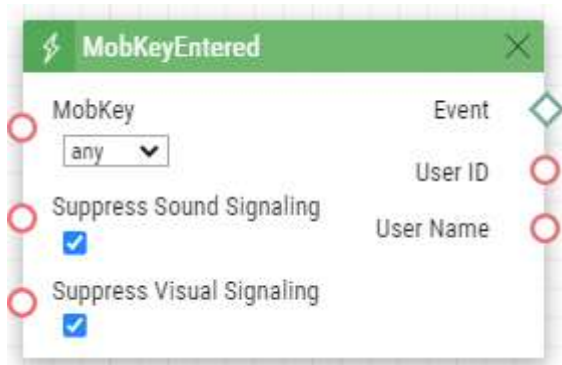 MobKeyEntered
MobKey
Event
any
User ID
Suppress Sound Signaling
User Name
Suppress Visual Signaling